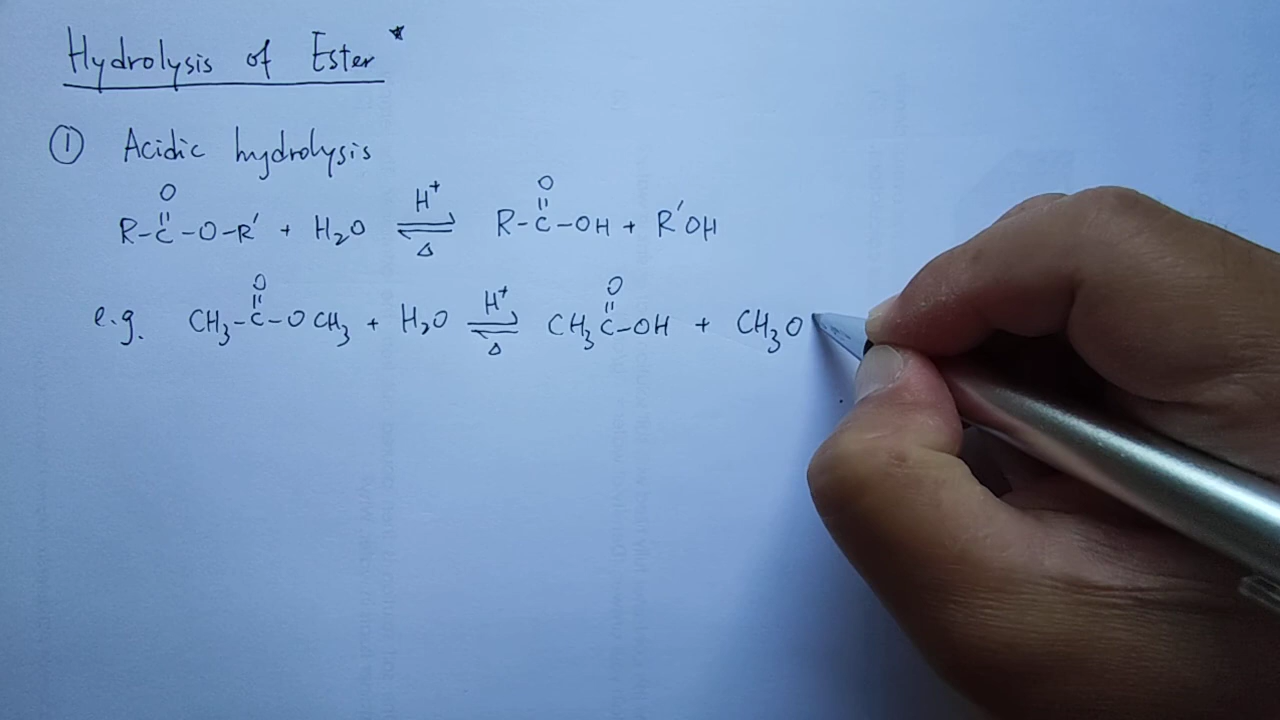 Hydrolysis of Ester *
① Acidic hydrolysis
O O
R-C-O-R' + H₂O ⇌ R-C-OH + R'OH
H⁺
Δ
e.g. CH₃-C-OCH₃ + H₂O ⇌ CH₃C-OH + CH₃O
O O
H⁺
Δ